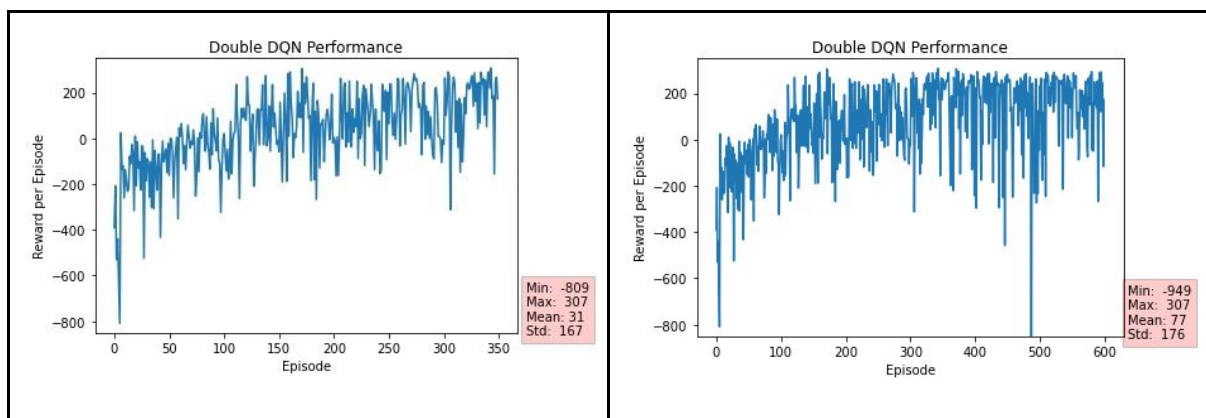 Double DQN Performance
Reward per Episode
200
0
−200
−400
−600
−800
0
50
100
150
200
250
300
350
Episode
Min: -809
Max: 307
Mean: 31
Std: 167
Double DQN Performance
Reward per Episode
200
0
−200
−400
−600
−800
0
100
200
300
400
500
600
Episode
Min: -949
Max: 307
Mean: 77
Std: 176